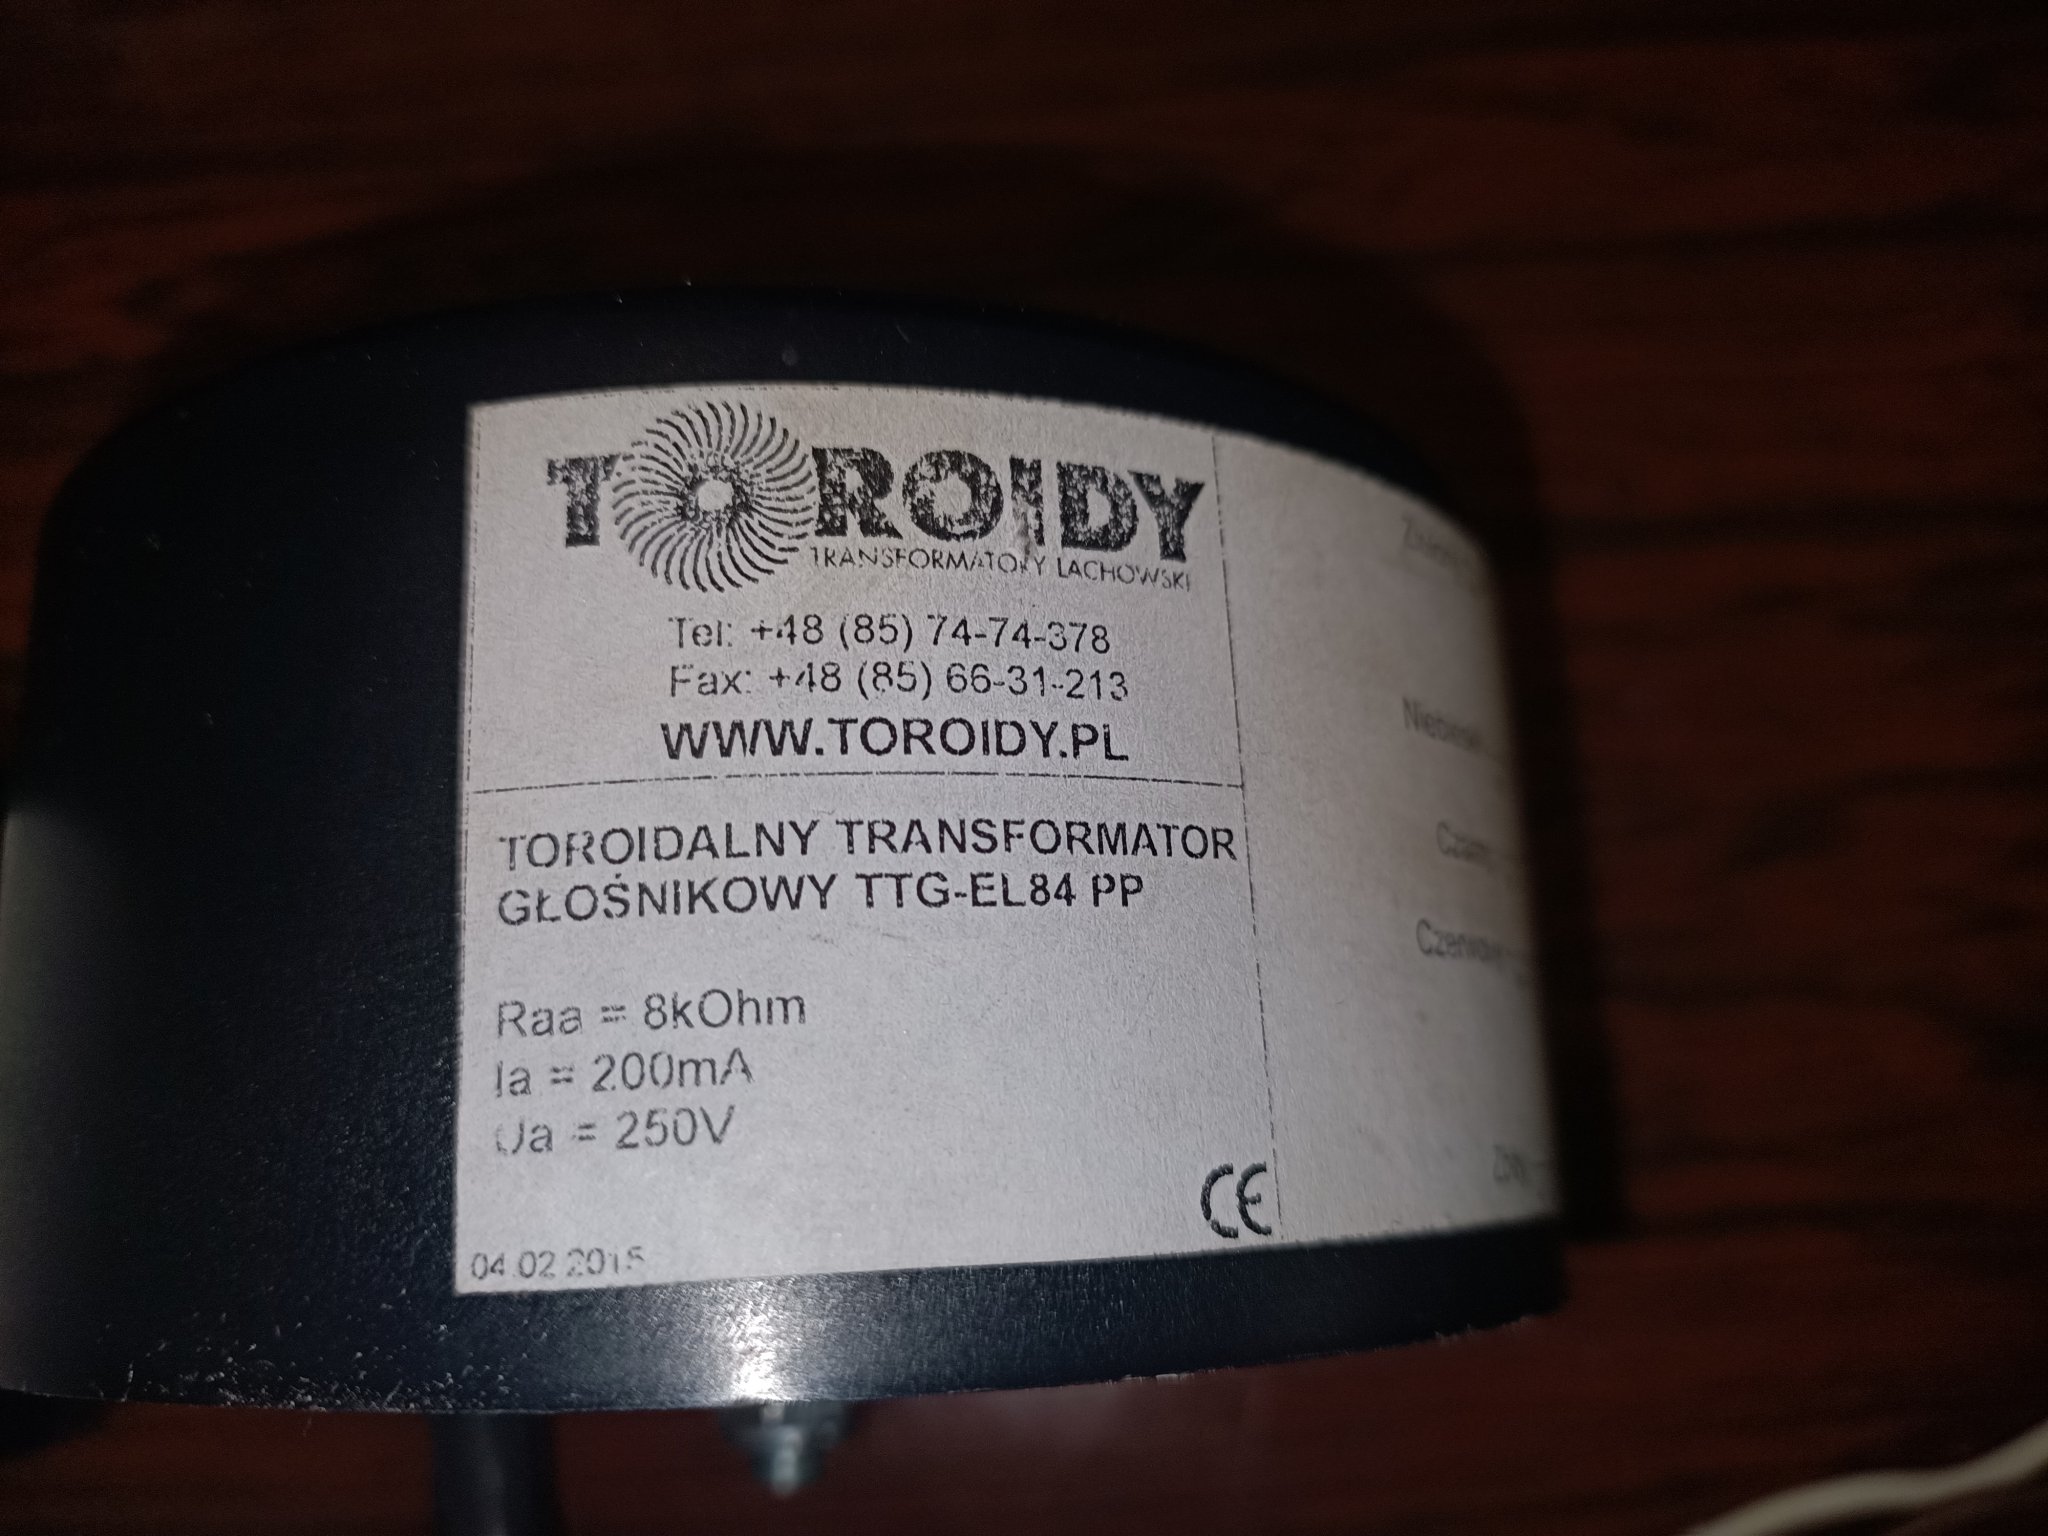 TOROIDY
TRANSFORMATORY LACHOWSKI
Tel: +48 (85) 74-74-378
Fax: +48 (85) 66-31-213
WWW.TOROIDY.PL
TOROIDALNY TRANSFORMATOR
GŁOŚNIKOWY TTG-EL84 PP
Raa = 8kOhm
Ia = 200mA
Ua = 250V
CE
04.02.2015